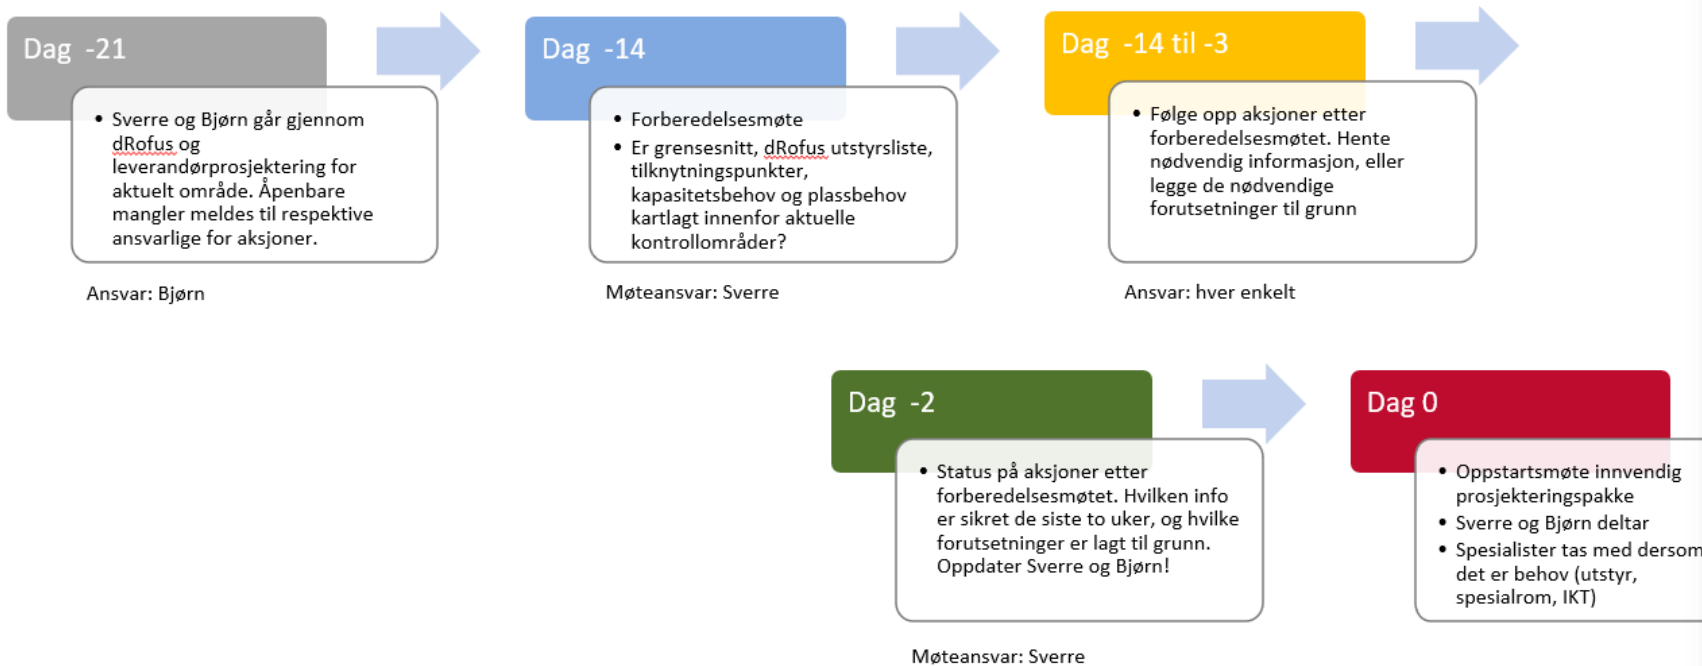 Dag -21
• Sverre og Bjørn går gjennom
dRofus og
leverandørprosjektering for
aktuelt område. Åpenbare
mangler meldes til respektive
ansvarlige for aksjoner.
Ansvar: Bjørn
Dag -14
• Forberedelsesmøte
• Er grensesnitt, dRofus utstyrsliste,
tilknytningspunkter,
kapasitetsbehov og plassbehov
kartlagt innenfor aktuelle
kontrollområder?
Møteansvar: Sverre
Dag -14 til -3
• Følge opp aksjoner etter
forberedelsesmøtet. Hente
nødvendig informasjon, eller
legge de nødvendige
forutsetninger til grunn
Ansvar: hver enkelt
Dag -2
• Status på aksjoner etter
forberedelsesmøtet. Hvilken info
er sikret de siste to uker, og hvilke
forutsetninger er lagt til grunn.
Oppdater Sverre og Bjørn!
Møteansvar: Sverre
Dag 0
• Oppstartsmøte innvendig
prosjekteringspakke
• Sverre og Bjørn deltar
• Spesialister tas med dersom
det er behov (utstyr,
spesialrom, IKT)